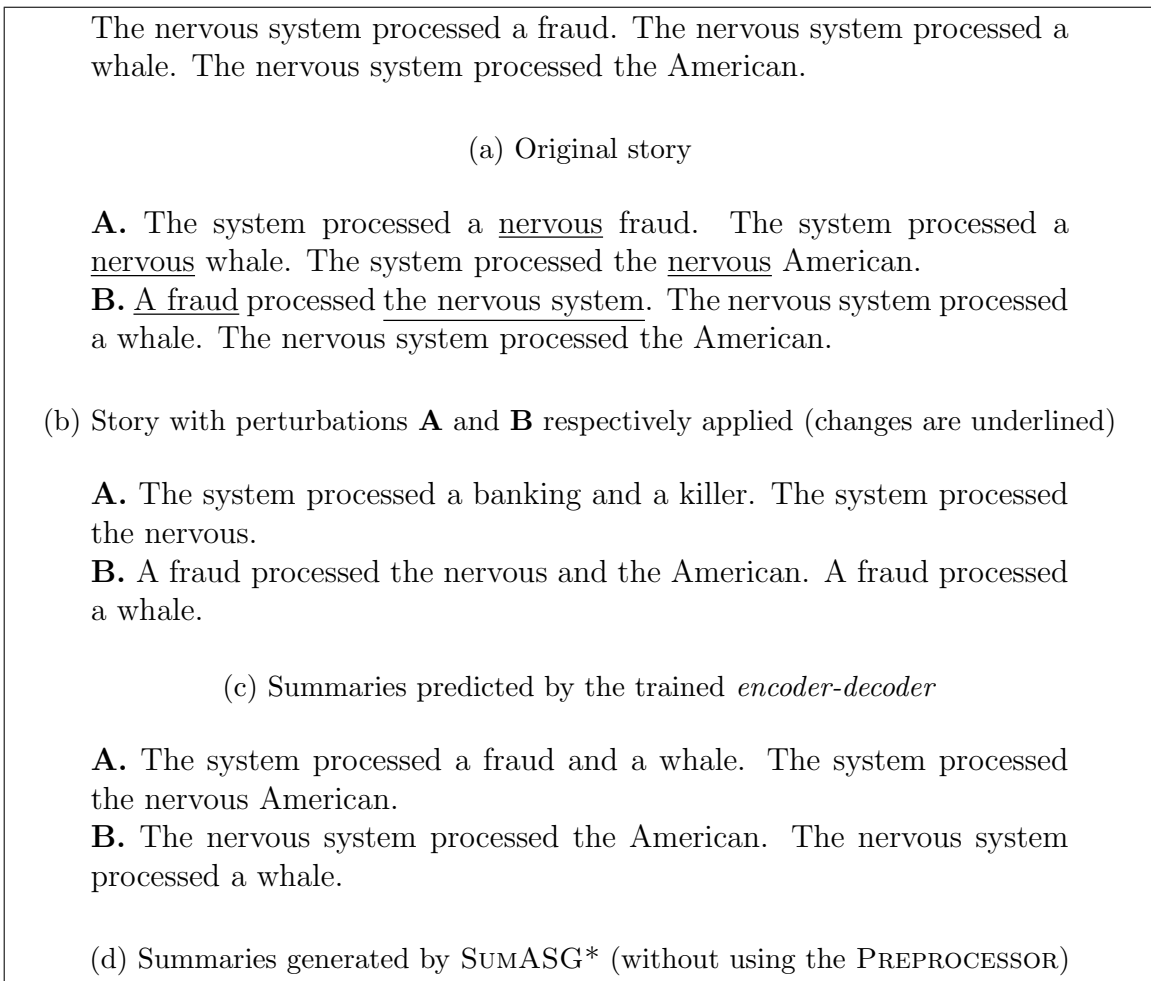 The nervous system processed a fraud. The nervous system processed a
whale. The nervous system processed the American.
(a) Original story
A. The system processed a nervous fraud. The system processed a
nervous whale. The system processed the nervous American.
B. A fraud processed the nervous system. The nervous system processed
a whale. The nervous system processed the American.
(b) Story with perturbations A and B respectively applied (changes are underlined)
A. The system processed a banking and a killer. The system processed
the nervous.
B. A fraud processed the nervous and the American. A fraud processed
a whale.
(c) Summaries predicted by the trained encoder-decoder
A. The system processed a fraud and a whale. The system processed
the nervous American.
B. The nervous system processed the American. The nervous system
processed a whale.
(d) Summaries generated by SUMASG* (without using the PREPROCESSOR)